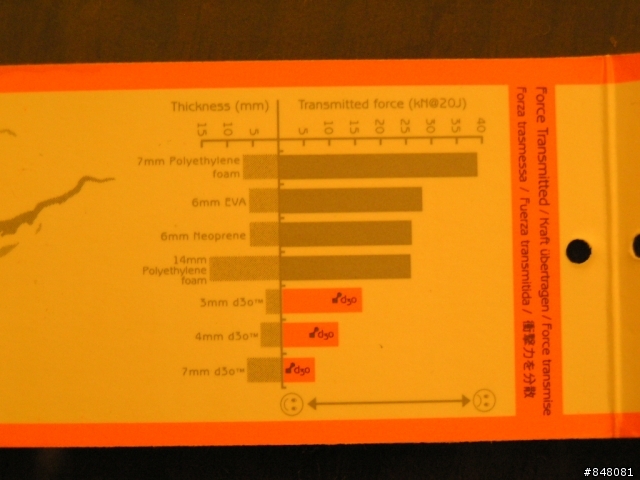 Thickness (mm)
Transmitted force (kN@20J)
15 10 5 5 10 15 20 25 30 35 40
7mm Polyethylene
foam
6mm EVA
6mm Neoprene
14mm
Polyethylene
foam
3mm d3o™
d3o
4mm d3o™
d3o
7mm d3o™
d3o
Force Transmitted / Kraft übertragen / Force transmise
Forza trasmessa / Fuerza transmitida / 衝撃力を分散
#848081